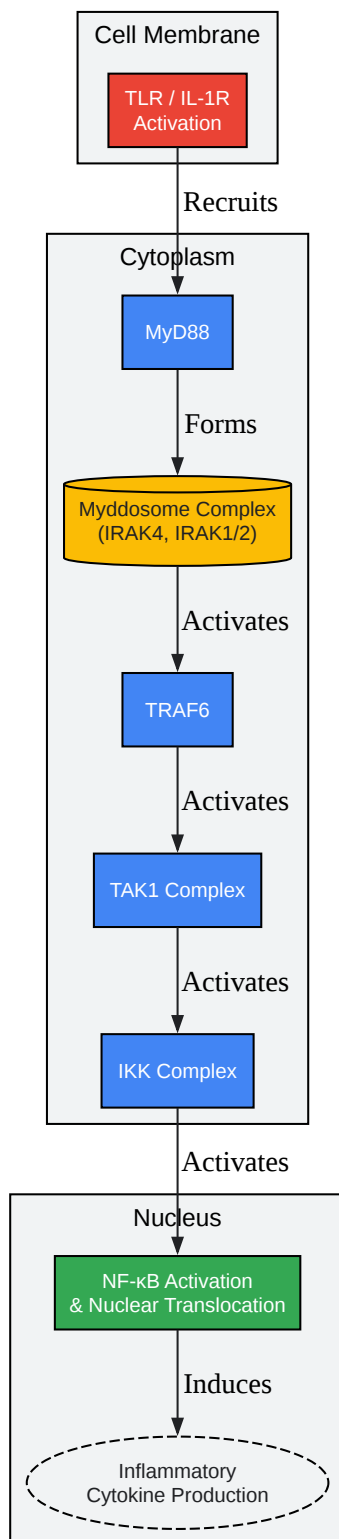 Cell Membrane
TLR / IL-1R
Activation
Recruits
Cytoplasm
MyD88
Forms
Myddosome Complex
(IRAK4, IRAK1/2)
Activates
TRAF6
Activates
TAK1 Complex
Activates
IKK Complex
Activates
Nucleus
NF-κB Activation
& Nuclear Translocation
Induces
Inflammatory
Cytokine Production